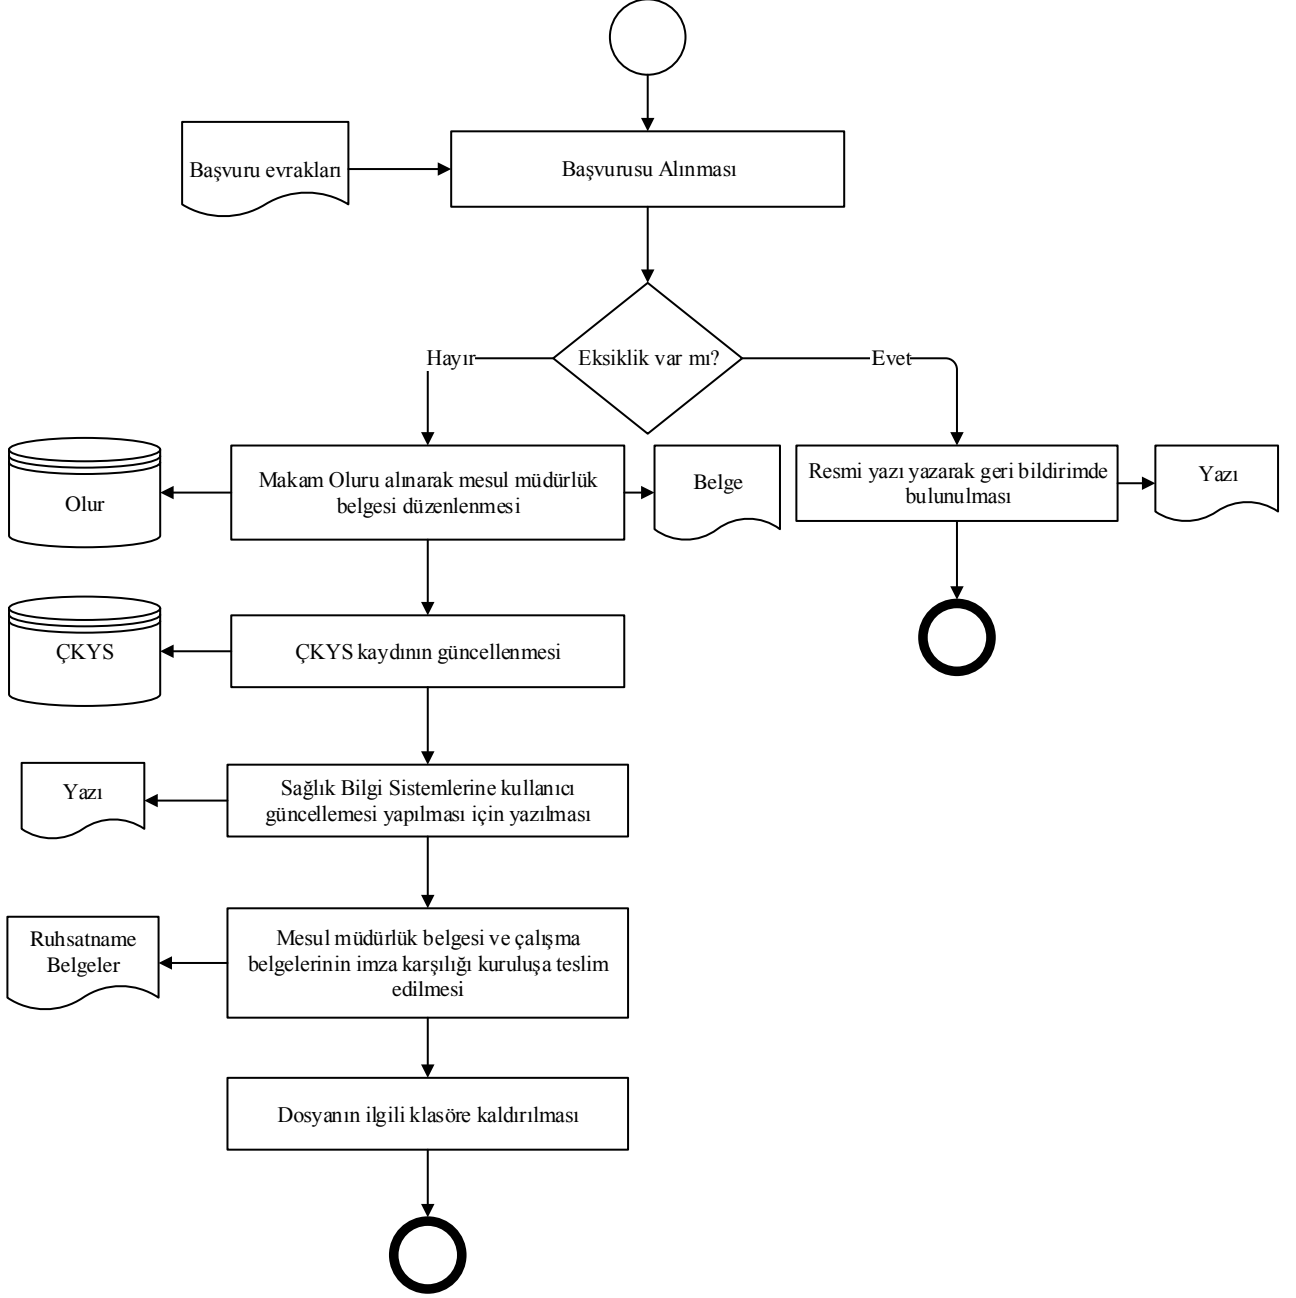 Başvuru evrakları
Başvurusu Alınması
Eksiklik var mı?
Hayır
Evet
Olur
Makam Oluru alınarak mesul müdürlük
belgesi düzenlenmesi
Belge
Resmi yazı yazarak geri bildirimde
bulunulması
Yazı
ÇKYS
ÇKYS kaydının güncellenmesi
Yazı
Sağlık Bilgi Sistemlerine kullanıcı
güncellemesi yapılması için yazılması
Ruhsatname
Belgeler
Mesul müdürlük belgesi ve çalışma
belgelerinin imza karşılığı kuruluşa teslim
edilmesi
Dosyanın ilgili klasöre kaldırılması